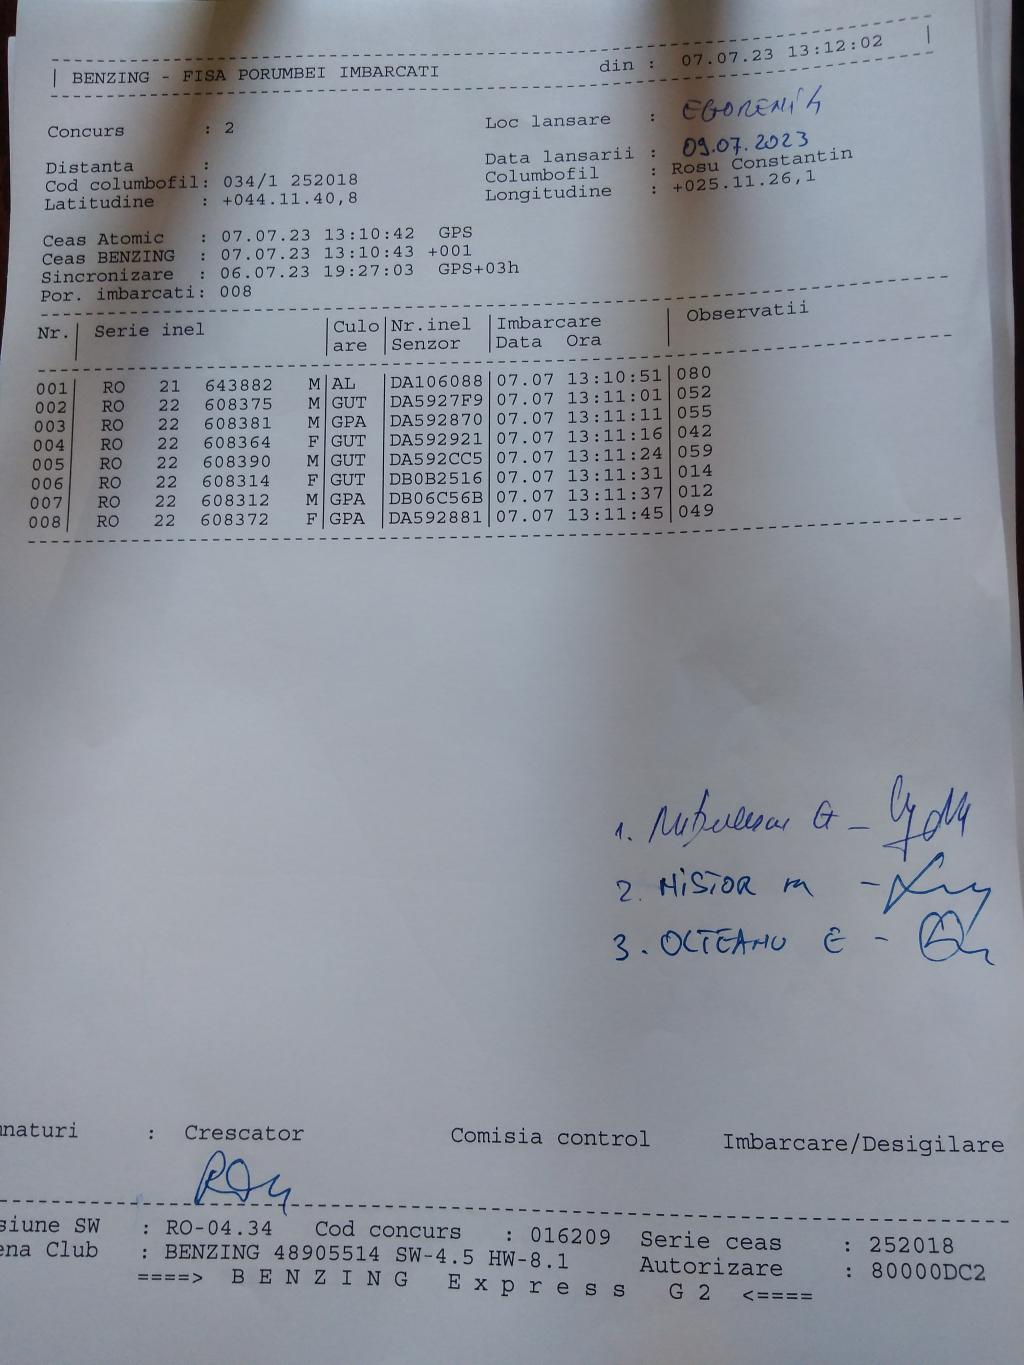 BENZING - FISA PORUMBEI IMBARCATI din : 07.07.23 13:12:02
Concurs : 2 Loc lansare :
Distanta : Data lansarii : 09.07.2023
Cod columbofil: 034/1 252018 Columbofil : Rosu Constantin
Latitudine : +044.11.40,8 Longitudine : +025.11.26,1
Ceas Atomic : 07.07.23 13:10:42 GPS
Ceas BENZING : 07.07.23 13:10:43 +001
Sincronizare : 06.07.23 19:27:03 GPS+03h
Por. imbarcati: 008
Nr.| Serie inel |Culo|Nr.inel |Imbarcare | Observatii
| |are |Senzor |Data Ora |
001| RO 21 643882 M|AL |DA106088|07.07 13:10:51|080
002| RO 22 608375 M|GUT |DA5927F9|07.07 13:11:01|052
003| RO 22 608381 M|GPA |DA592870|07.07 13:11:11|055
004| RO 22 608364 F|GUT |DA592921|07.07 13:11:16|042
005| RO 22 608390 M|GUT |DA592CC5|07.07 13:11:24|059
006| RO 22 608314 F|GUT |DB0B2516|07.07 13:11:31|014
007| RO 22 608312 M|GPA |DB06C56B|07.07 13:11:37|012
008| RO 22 608372 F|GPA |DA592881|07.07 13:11:45|049
1. G -
2. NISTOR M -
3. OLTEANU E -
naturi : Crescator Comisia control Imbarcare/Desigilare
siune SW : RO-04.34 Cod concurs : 016209 Serie ceas : 252018
ena Club : BENZING 48905514 SW-4.5 HW-8.1 Autorizare : 80000DC2
====> BENZING Express G2 <====